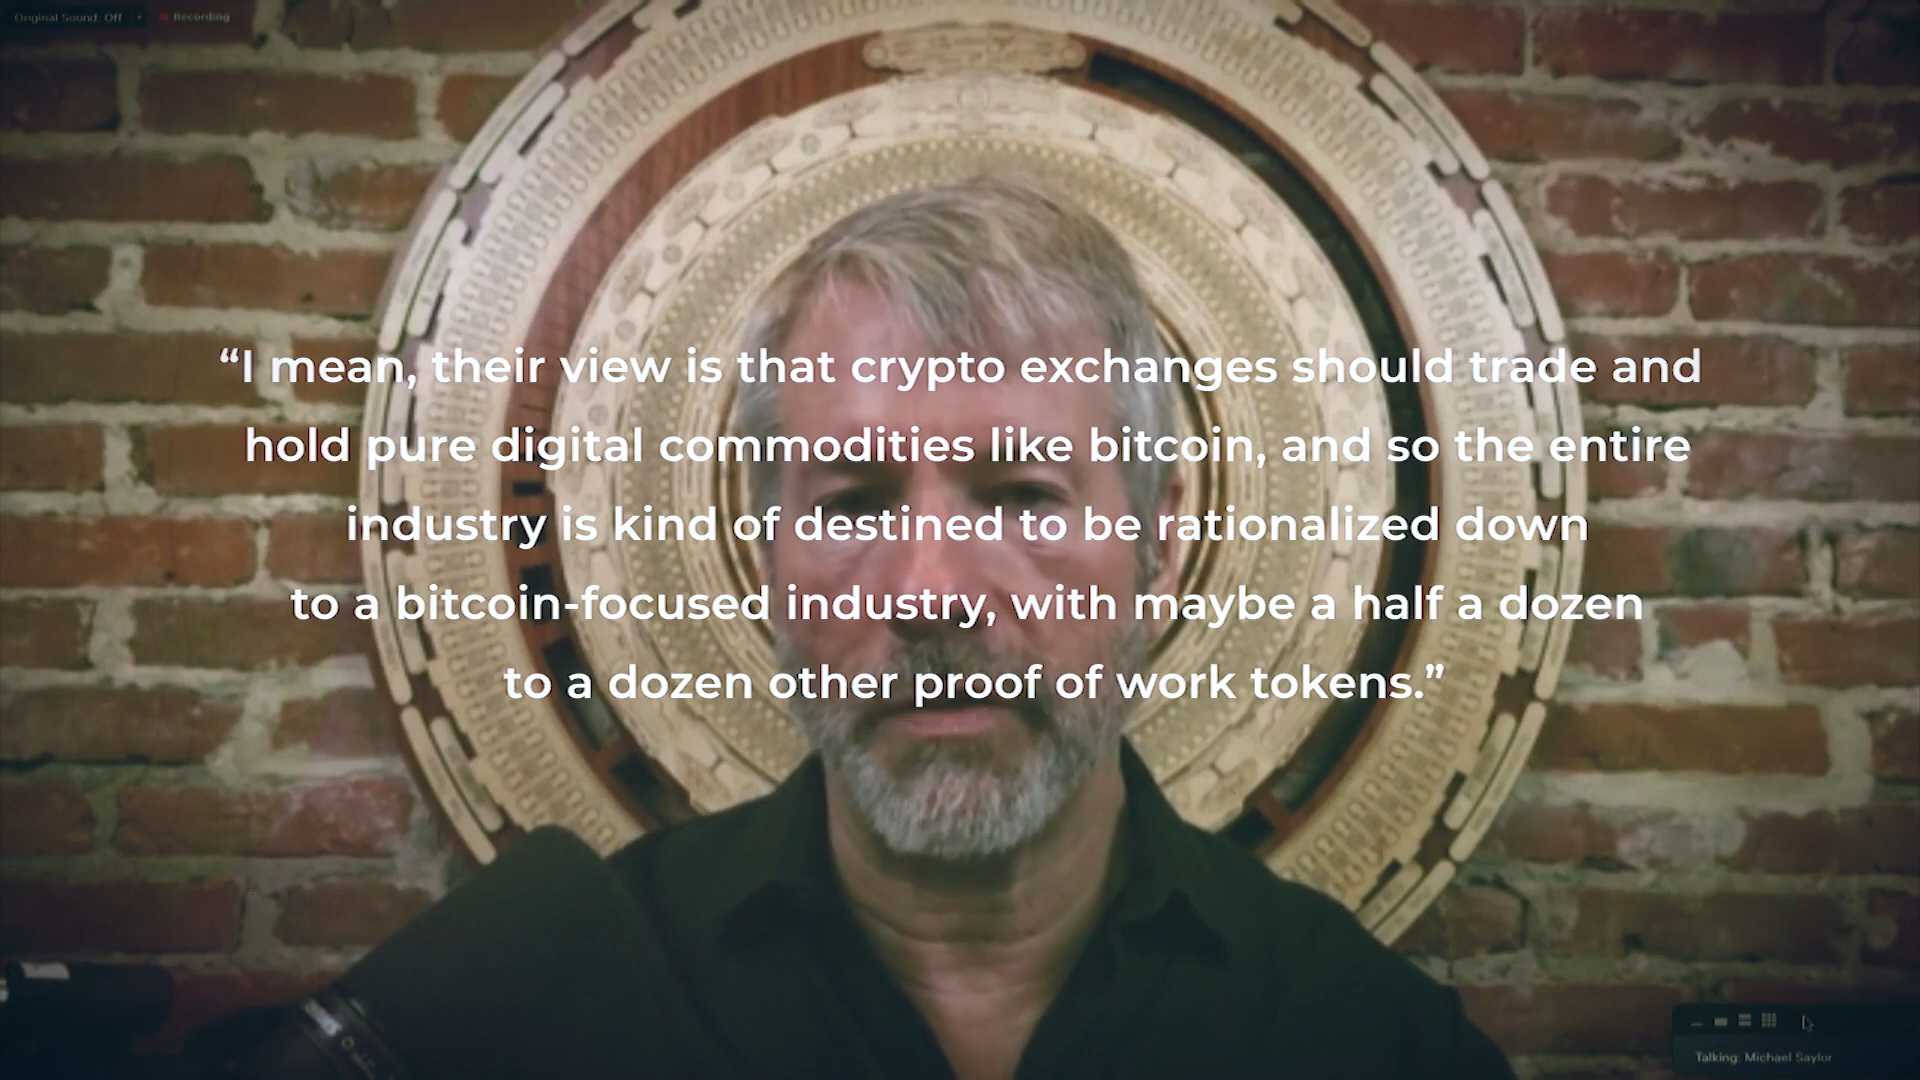 Original Sound: Off
Recording
“I mean, their view is that crypto exchanges should trade and
hold pure digital commodities like bitcoin, and so the entire
industry is kind of destined to be rationalized down
to a bitcoin-focused industry, with maybe a half a dozen
to a dozen other proof of work tokens.”
Talking: Michael Saylor